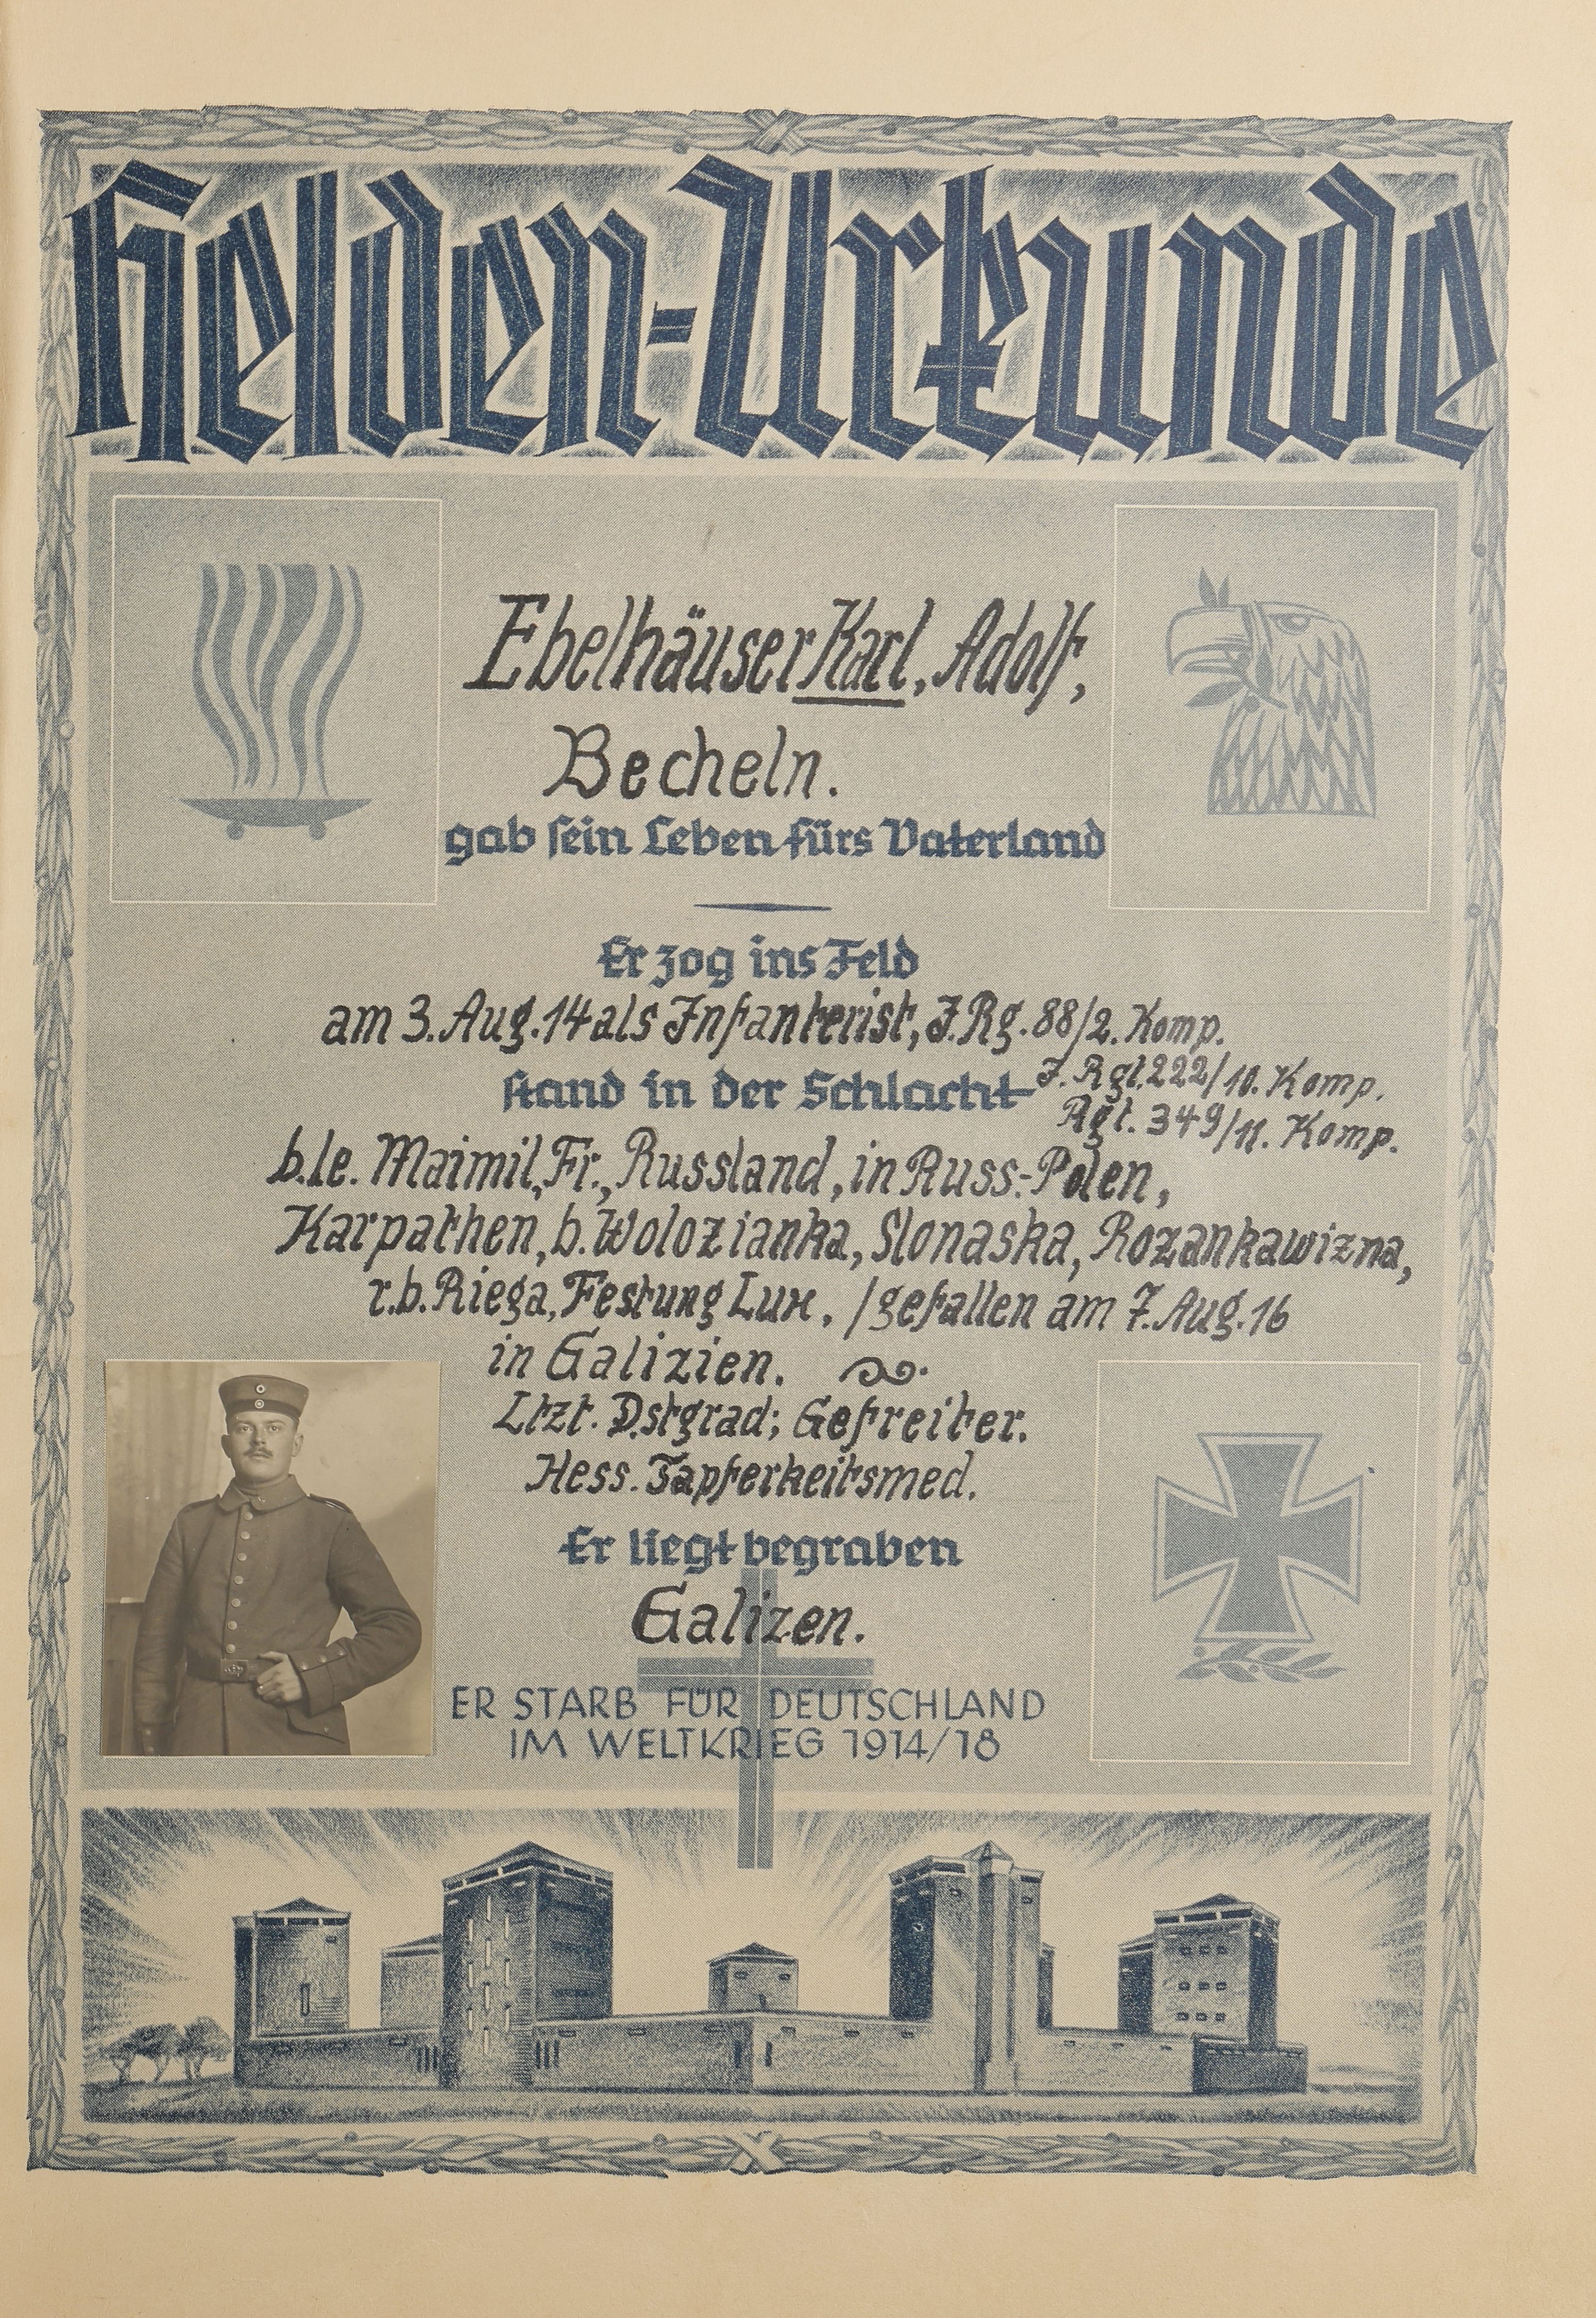 Helden-Urkunde
Ebelhäuser Karl, Adolf,
Becheln.
gab sein Leben fürs Vaterland
Er zog ins Feld
am 3. Aug. 14 als Infanterist, J. Rg. 88/2. Komp.
J. Rgt. 222/10. Komp.
Rgt. 349/11. Komp.
stand in der Schlacht
b. le. Maimil, Fr., Russland, in Russ.-Polen,
Karpathen, b. Wolozianka, Slonaska, Rozankawizna,
r. b. Riega, Festung Lux. / gefallen am 7. Aug. 16
in Galizien.
Ltzt. Dstgrad; Gefreiter.
Hess. Tapferkeitsmed.
Er liegt begraben
Galizen.
ER STARB FÜR DEUTSCHLAND
IM WELTKRIEG 1914/18